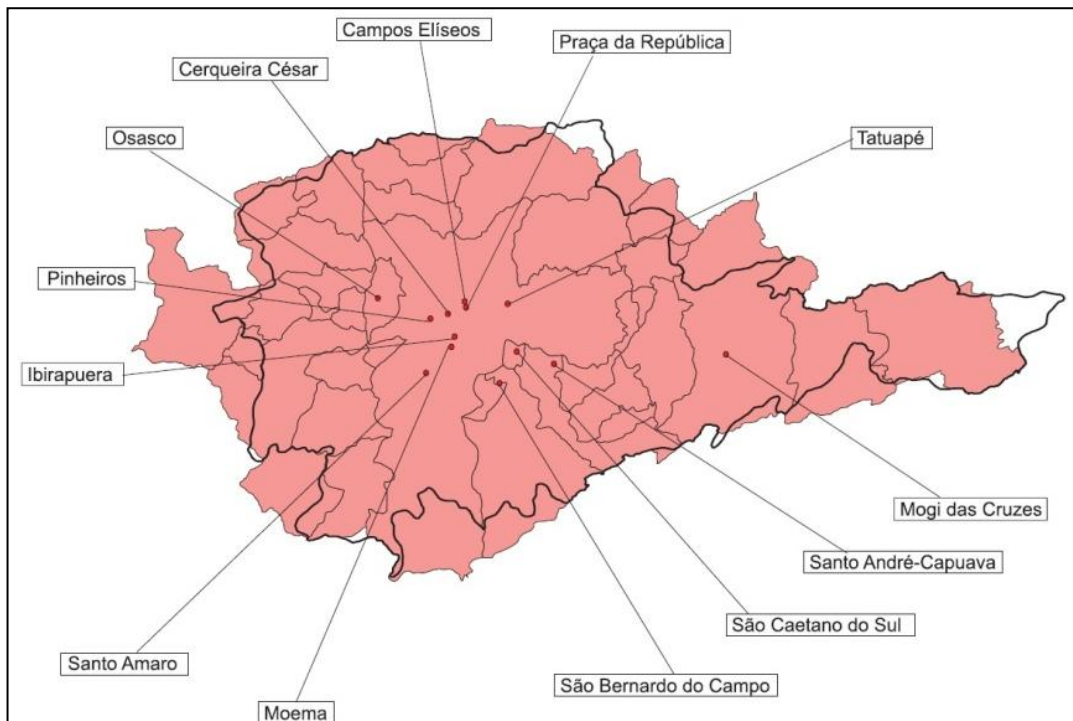 Campos Elíseos
Praça da República
Cerqueira César
Osasco
Tatuapé
Pinheiros
Ibirapuera
Mogi das Cruzes
Santo André-Capuava
São Caetano do Sul
Santo Amaro
São Bernardo do Campo
Moema